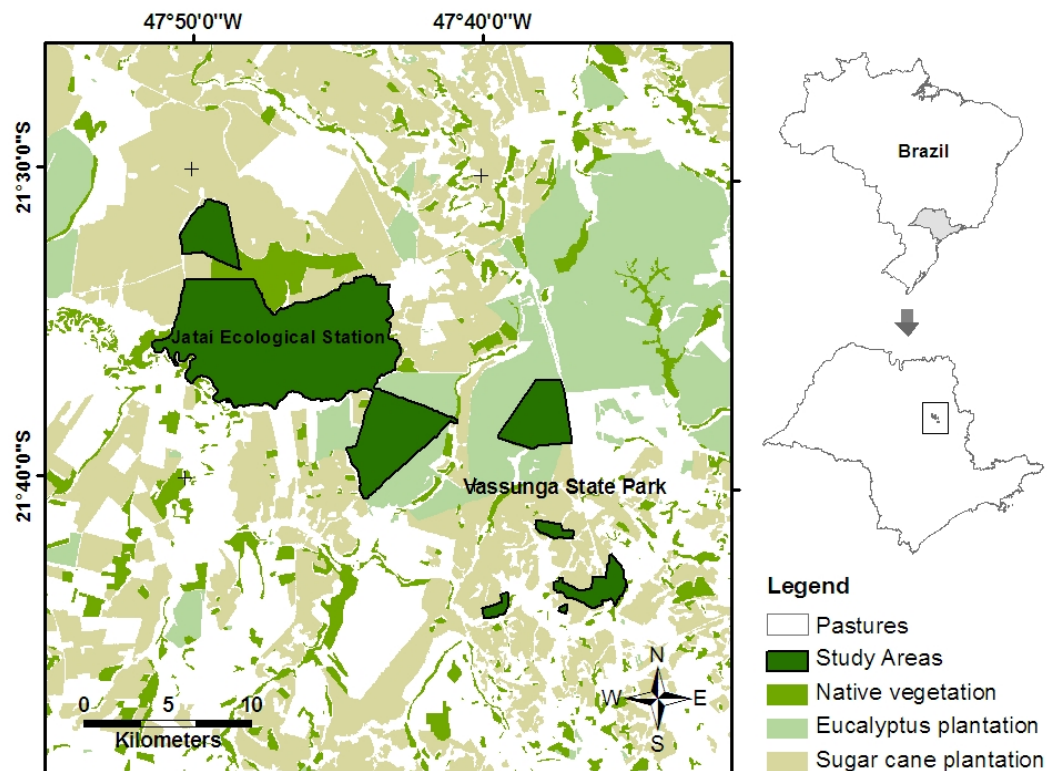 47°50'0"W
47°40'0"W
21°30'0"S
21°40'0"S
Jatai Ecological Station
Vassunga State Park
0 5 10
Kilometers
N
W E
S
Brazil
Legend
Pastures
Study Areas
Native vegetation
Eucalyptus plantation
Sugar cane plantation